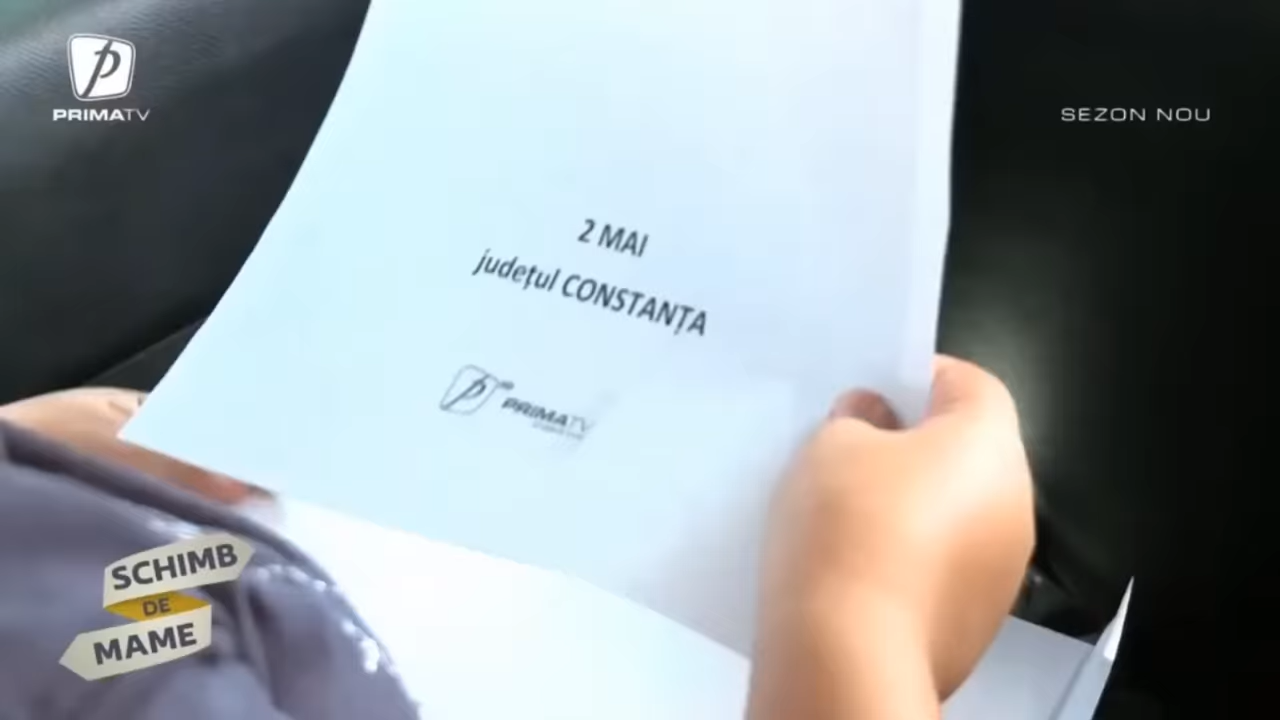 PRIMATV
SEZON NOU
2 MAI
județul CONSTANȚA
PRIMATV
SCHIMB
DE
MAME